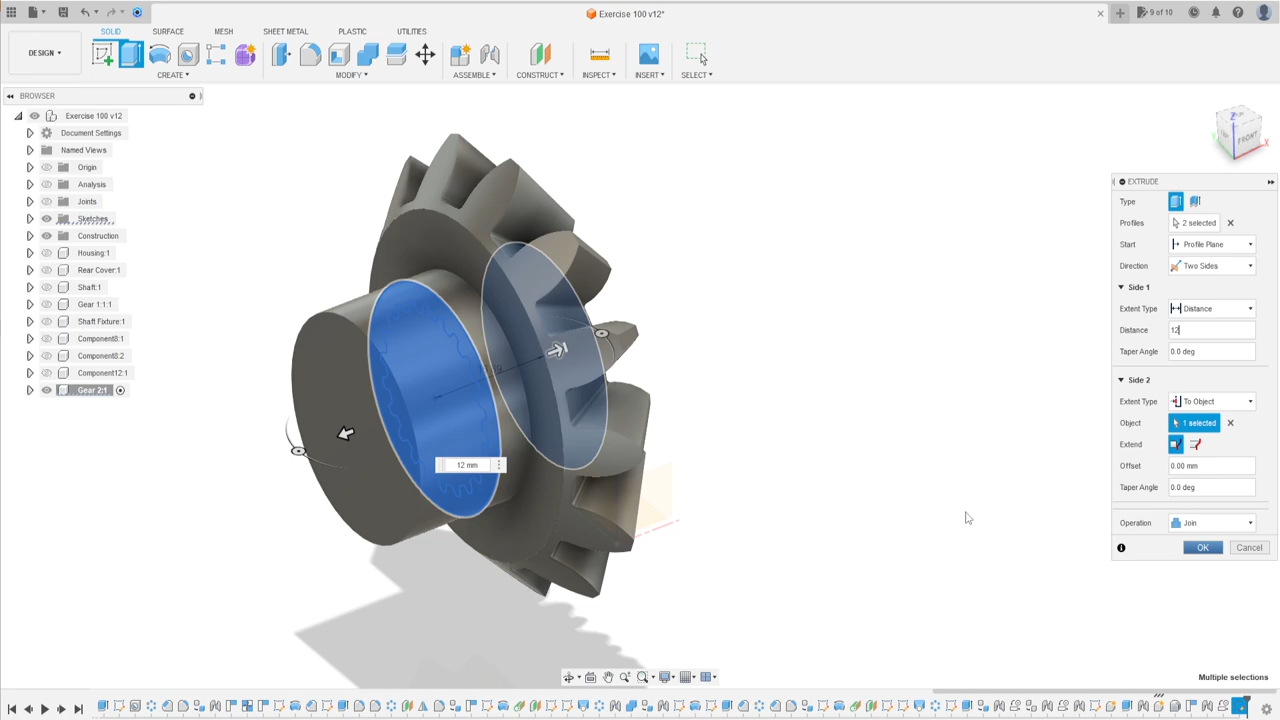 Exercise 100 v12*
9 of 10
DESIGN
SOLID
SURFACE
MESH
SHEET METAL
PLASTIC
UTILITIES
CREATE
MODIFY
ASSEMBLE
CONSTRUCT
INSPECT
INSERT
SELECT
BROWSER
Exercise 100 v12
Document Settings
Named Views
Origin
Analysis
Joints
Sketches
Construction
Housing:1
Rear Cover:1
Shaft:1
Gear 1:1:1
Shaft Fixture:1
Component8:1
Component8:2
Component12:1
Gear 2:1
12 mm
Z
FRONT
X
EXTRUDE
Type
Profiles 2 selected
Start Profile Plane
Direction Two Sides
Side 1
Extent Type Distance
Distance 12
Taper Angle 0.0 deg
Side 2
Extent Type To Object
Object 1 selected
Extend
Offset 0.00 mm
Taper Angle 0.0 deg
Operation Join
OK Cancel
Multiple selections